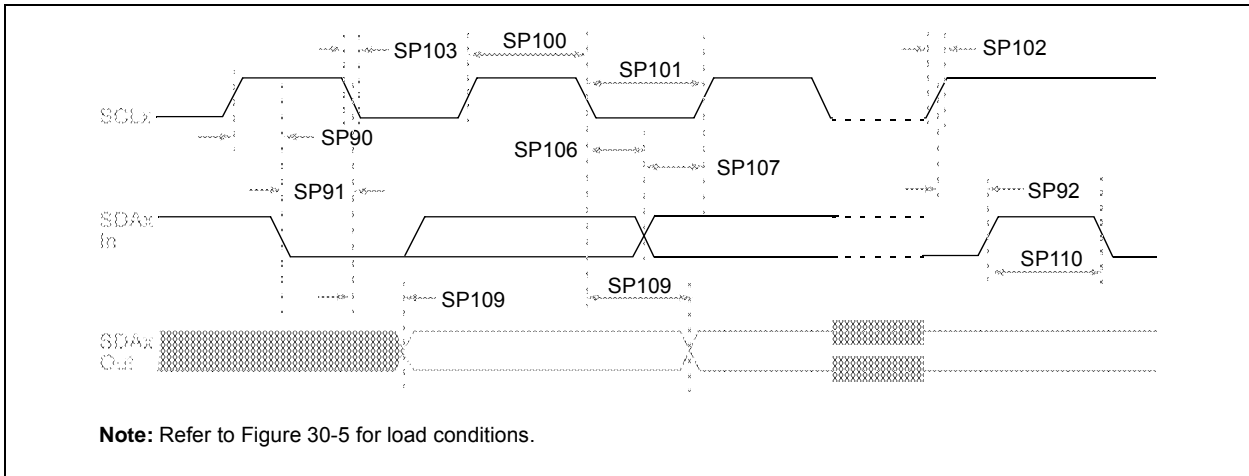 SP103
SP100
SP101
SP102
SCLx
SP90
SP106
SP107
SP91
SP92
SDAx
In
SP110
SP109
SP109
SDAx
Out
Note: Refer to Figure 30-5 for load conditions.